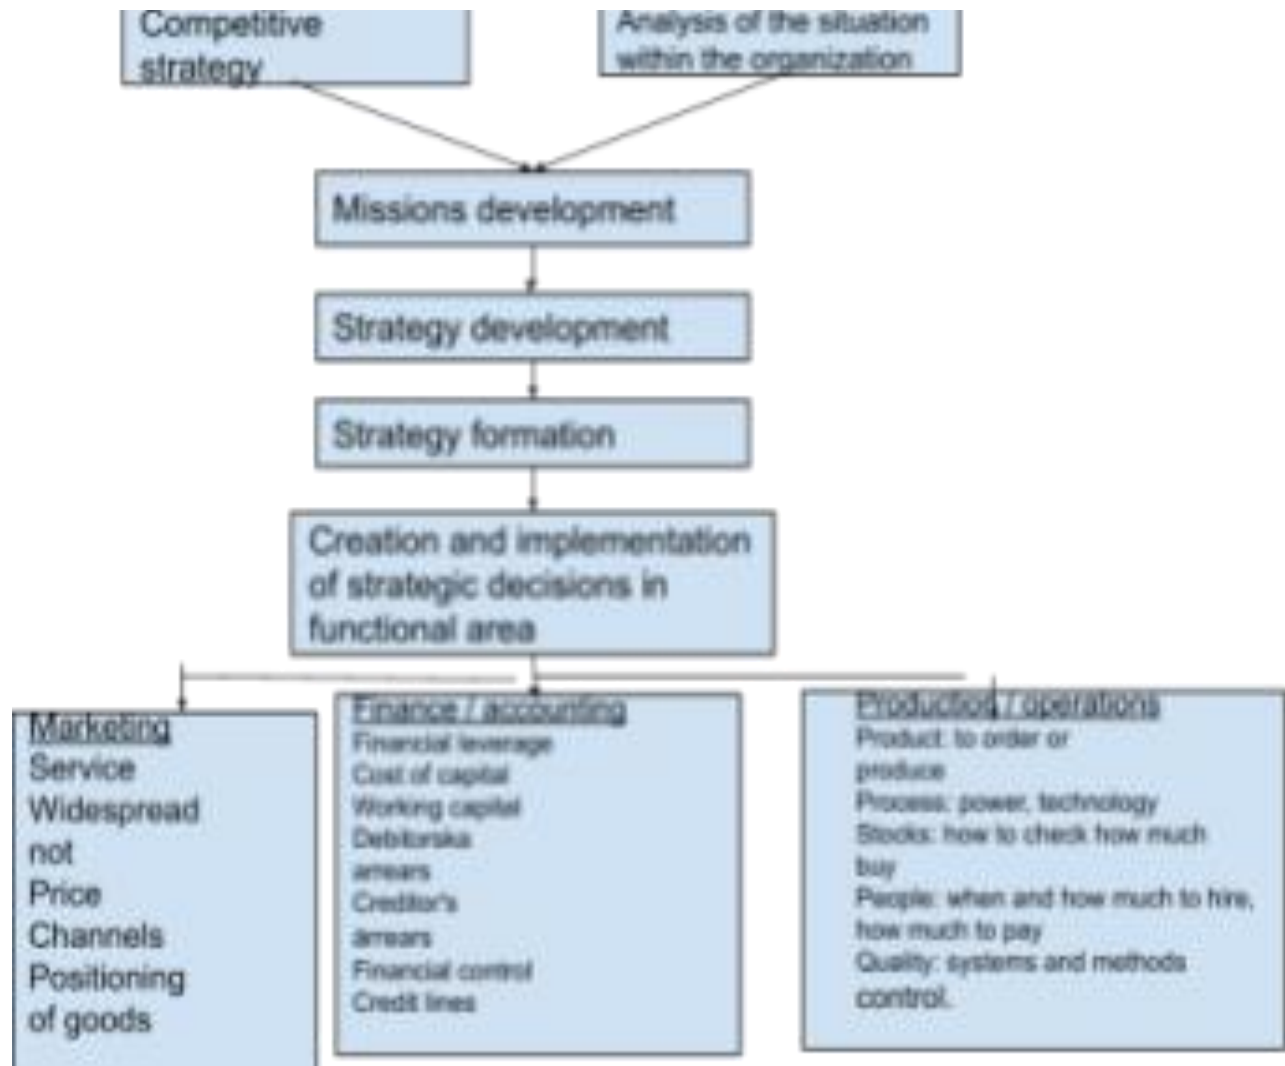 Competitive
strategy
Analysis of the situation
within the organization
Missions development
Strategy development
Strategy formation
Creation and implementation
of strategic decisions in
functional area
Marketing
Service
Widespread
not
Price
Channels
Positioning
of goods
Finance / accounting
Financial leverage
Cost of capital
Working capital
Debitorska
arrears
Creditor's
arrears
Financial control
Credit lines
Production / operations
Product: to order or
produce
Process: power, technology
Stocks: how to check how much
buy
People: when and how much to hire,
how much to pay
Quality: systems and methods
control.